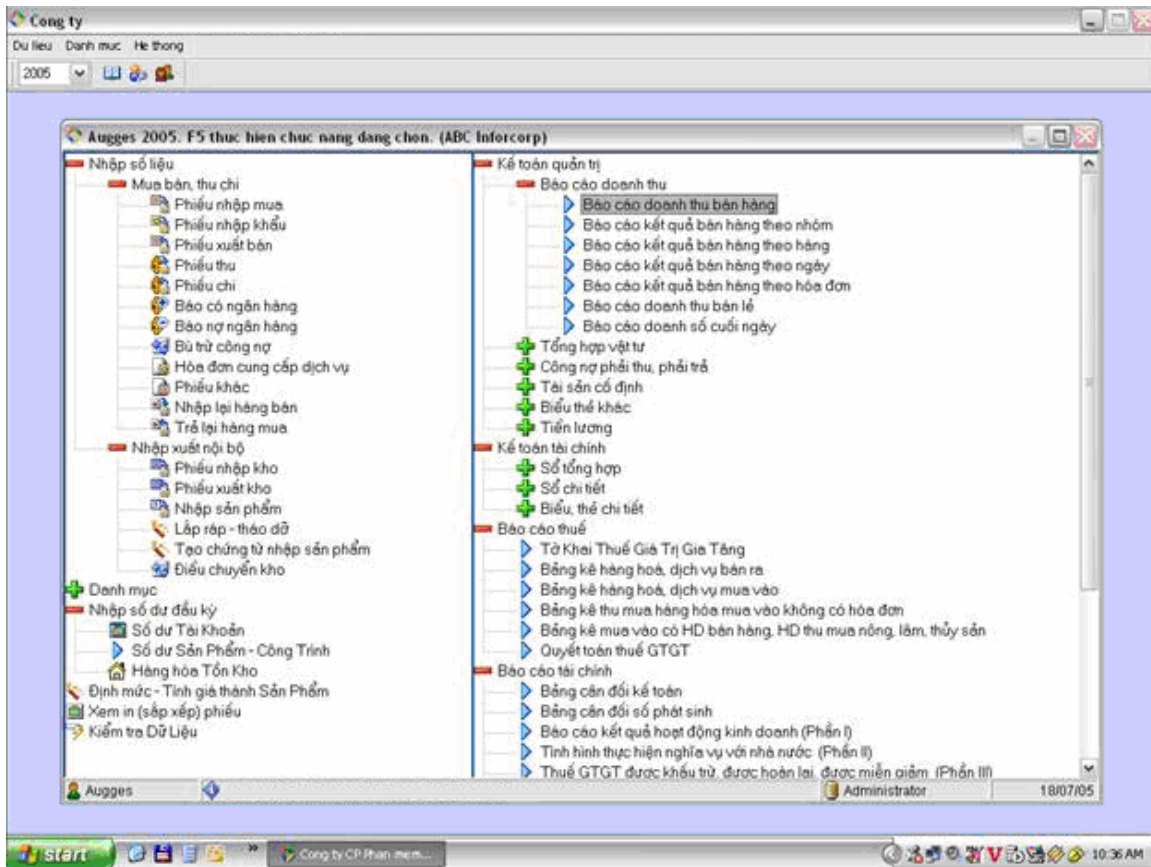 Cong ty
Du lieu Danh muc He thong
2005
Augges 2005. F5 thuc hien chuc nang dang chon. (ABC Inforcorp)
Nhập số liệu
Mua bán, thu chi
Phiếu nhập mua
Phiếu nhập khẩu
Phiếu xuất bán
Phiếu thu
Phiếu chi
Báo có ngân hàng
Báo nợ ngân hàng
Bù trừ công nợ
Hóa đơn cung cấp dịch vụ
Phiếu khác
Nhập lại hàng bán
Trả lại hàng mua
Nhập xuất nội bộ
Phiếu nhập kho
Phiếu xuất kho
Nhập sản phẩm
Lắp ráp - tháo dỡ
Tạo chứng từ nhập sản phẩm
Điều chuyển kho
Danh mục
Nhập số dư đầu kỳ
Số dư Tài Khoản
Số dư Sản Phẩm - Công Trình
Hàng hóa Tồn Kho
Định mức - Tính giá thành Sản Phẩm
Xem in (sắp xếp) phiếu
Kiểm tra Dữ Liệu
Kế toán quản trị
Báo cáo doanh thu
Báo cáo doanh thu bán hàng
Báo cáo kết quả bán hàng theo nhóm
Báo cáo kết quả bán hàng theo hàng
Báo cáo kết quả bán hàng theo ngày
Báo cáo kết quả bán hàng theo hóa đơn
Báo cáo doanh thu bán lẻ
Báo cáo doanh số cuối ngày
Tổng hợp vật tư
Công nợ phải thu, phải trả
Tài sản cố định
Biểu thẻ khác
Tiền lương
Kế toán tài chính
Sổ tổng hợp
Sổ chi tiết
Biểu, thẻ chi tiết
Báo cáo thuế
Tờ Khai Thuế Giá Trị Gia Tăng
Bảng kê hàng hoá, dịch vụ bán ra
Bảng kê hàng hoá, dịch vụ mua vào
Bảng kê thu mua hàng hóa mua vào không có hóa đơn
Bảng kê mua vào có HD bán hàng, HD thu mua nông, lâm, thủy sản
Quyết toán thuế GTGT
Báo cáo tài chính
Bảng cân đối kế toán
Bảng cân đối số phát sinh
Báo cáo kết quả hoạt động kinh doanh (Phần I)
Tình hình thực hiện nghĩa vụ với nhà nước (Phần II)
Thuế GTGT được khấu trừ, được hoàn lại, được miễn giảm (Phần III)
Augges Administrator 18/07/05
start Cong ty CP Phan mem... 10:36 AM